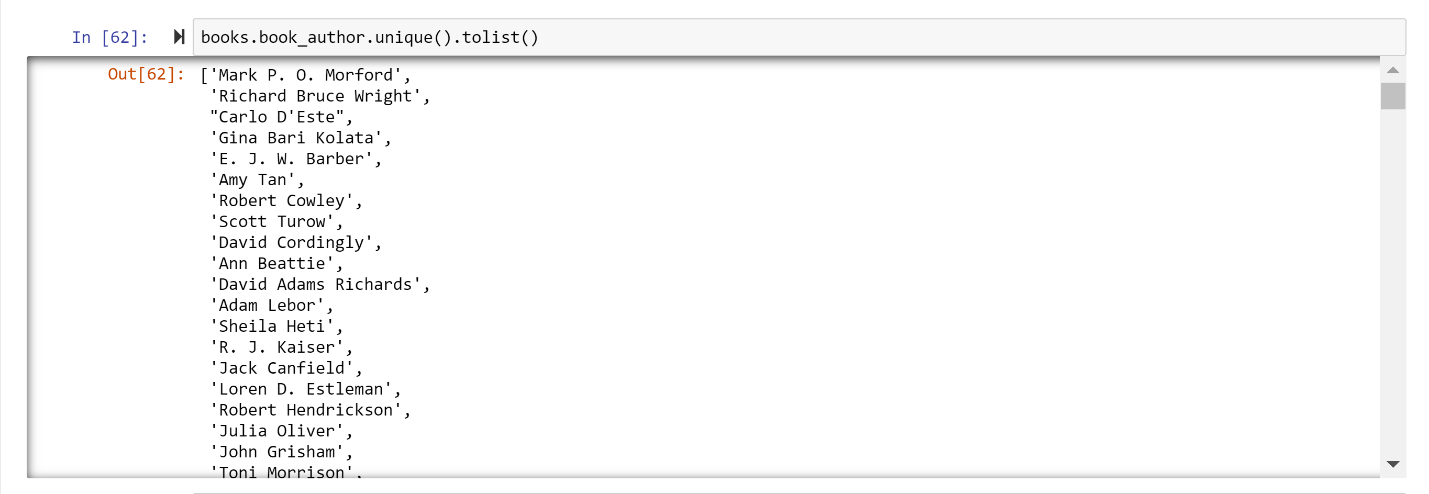 In [62]: books.book_author.unique().tolist()
Out[62]: ['Mark P. O. Morford',
'Richard Bruce Wright',
"Carlo D'Este",
'Gina Bari Kolata',
'E. J. W. Barber',
'Amy Tan',
'Robert Cowley',
'Scott Turow',
'David Cordingly',
'Ann Beattie',
'David Adams Richards',
'Adam Lebor',
'Sheila Heti',
'R. J. Kaiser',
'Jack Canfield',
'Loren D. Estleman',
'Robert Hendrickson',
'Julia Oliver',
'John Grisham',
'Toni Morrison',